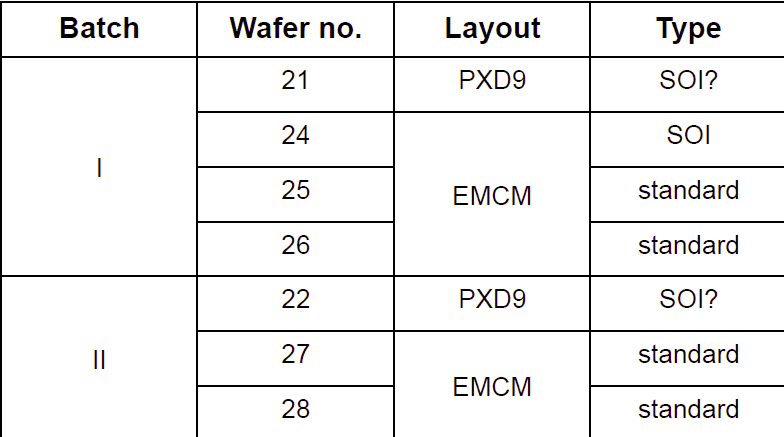 Batch Wafer no. Layout Type
I
21 PXD9 SOI?
24 EMCM SOI
25 standard
26 standard
II
22 PXD9 SOI?
27 EMCM standard
28 standard